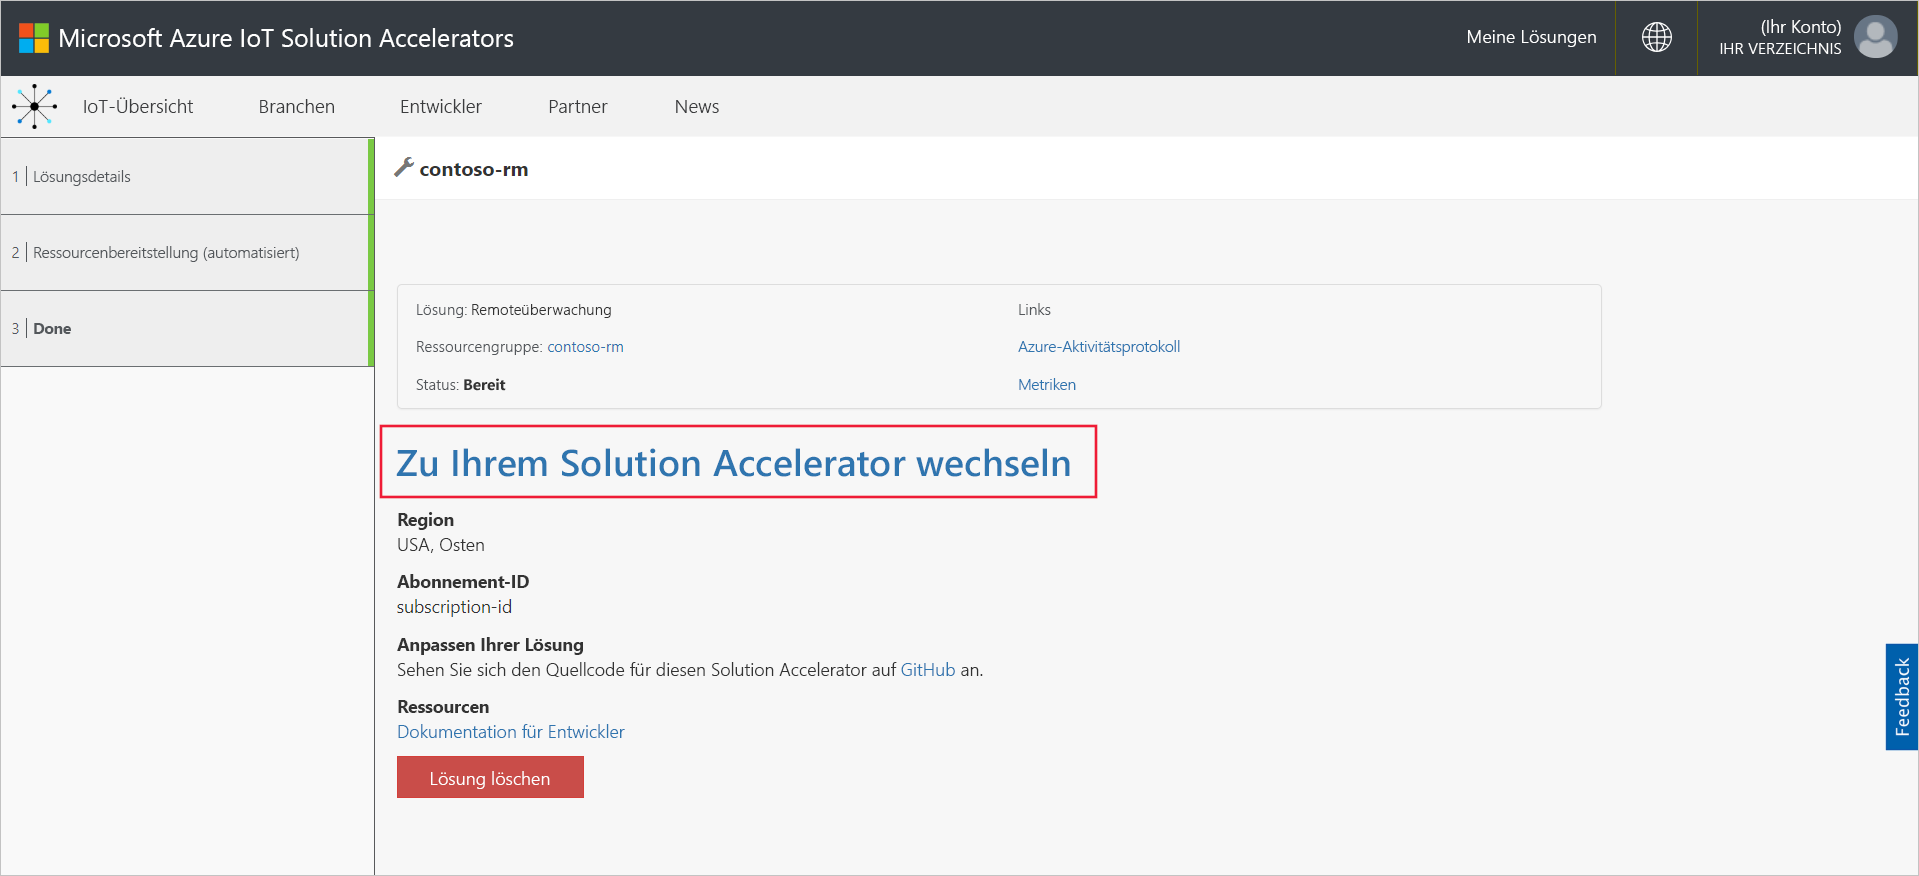 Microsoft Azure IoT Solution Accelerators
Meine Lösungen
(Ihr Konto)
IHR VERZEICHNIS
IoT-Übersicht
Branchen
Entwickler
Partner
News
1 | Lösungsdetails
2 | Ressourcenbereitstellung (automatisiert)
3 | Done
contoso-rm
Lösung: Remoteüberwachung
Ressourcengruppe: contoso-rm
Status: Bereit
Links
Azure-Aktivitätsprotokoll
Metriken
Zu Ihrem Solution Accelerator wechseln
Region
USA, Osten
Abonnement-ID
subscription-id
Anpassen Ihrer Lösung
Sehen Sie sich den Quellcode für diesen Solution Accelerator auf GitHub an.
Ressourcen
Dokumentation für Entwickler
Lösung löschen
Feedback